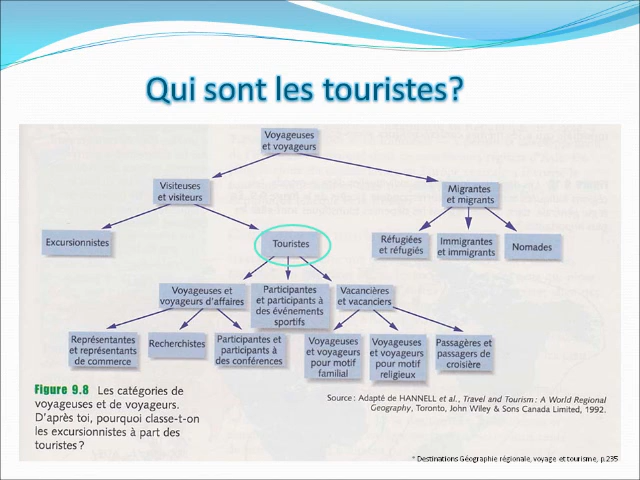 Qui sont les touristes?
Voyageuses
et voyageurs
Visiteuses
et visiteurs
Migrantes
et migrants
Excursionnistes
Touristes
Réfugiées
et réfugiés
Immigrantes
et immigrants
Nomades
Voyageuses et
voyageurs d'affaires
Participantes
et participants à
des événements
sportifs
Vacancières
et vacanciers
Représentantes
et représentants
de commerce
Recherchistes
Participantes et
participants à
des conférences
Voyageuses
et voyageurs
pour motif
familial
Voyageuses
et voyageurs
pour motif
religieux
Passagères et
passagers de
croisière
Figure 9.8 Les catégories de
voyageuses et de voyageurs.
D'après toi, pourquoi classe-t-on
les excursionnistes à part des
touristes ?
Source : Adapté de HANNELL et al., Travel and Tourism : A World Regional
Geography, Toronto, John Wiley & Sons Canada Limited, 1992.
* Destinations Géographie régionale, voyage et tourisme, p.235